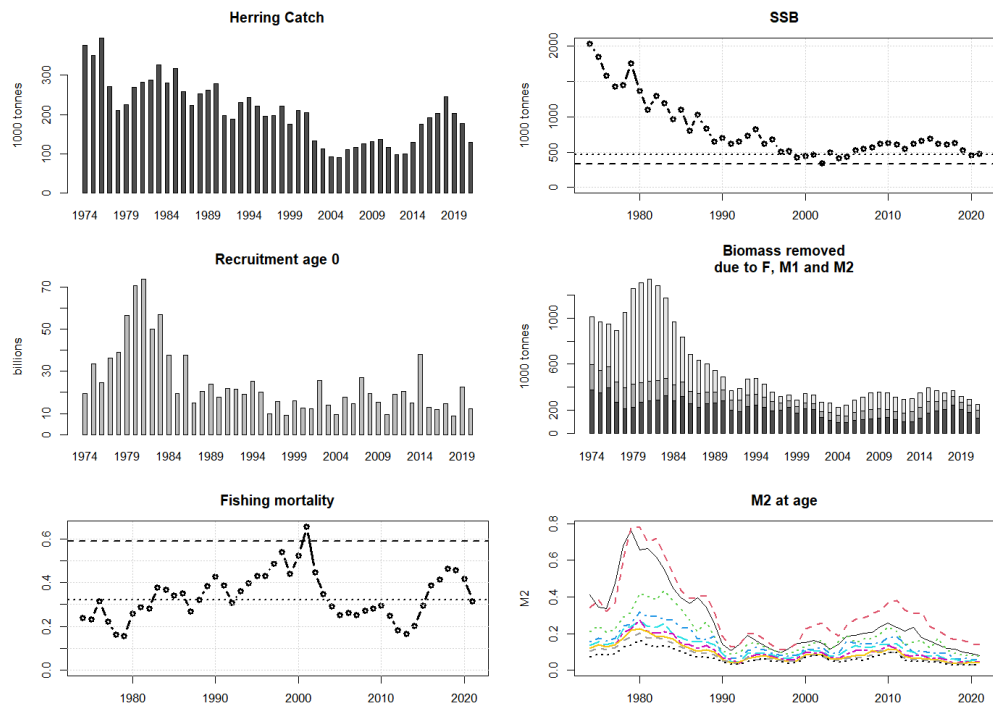 Herring Catch
1000 tonnes
0 100 200 300
1974 1979 1984 1989 1994 1999 2004 2009 2014 2019
SSB
1000 tonnes
0 500 1000 2000
1980 1990 2000 2010 2020
Recruitment age 0
billions
0 10 30 50 70
1974 1979 1984 1989 1994 1999 2004 2009 2014 2019
Biomass removed
due to F, M1 and M2
1000 tonnes
0 200 600 1000
1974 1979 1984 1989 1994 1999 2004 2009 2014 2019
Fishing mortality
0.0 0.2 0.4 0.6
1980 1990 2000 2010 2020
M2 at age
M2
0.0 0.2 0.4 0.6 0.8
1980 1990 2000 2010 2020